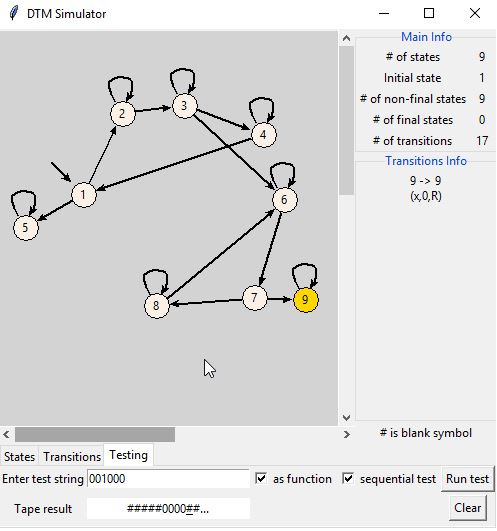 DTM Simulator
2
3
4
1
5
6
8
7
9
Main Info
# of states 9
Initial state 1
# of non-final states 9
# of final states 0
# of transitions 17
Transitions Info
9 -> 9
(x,0,R)
# is blank symbol
States Transitions Testing
Enter test string 001000 as function sequential test Run test
Tape result #####0000##... Clear